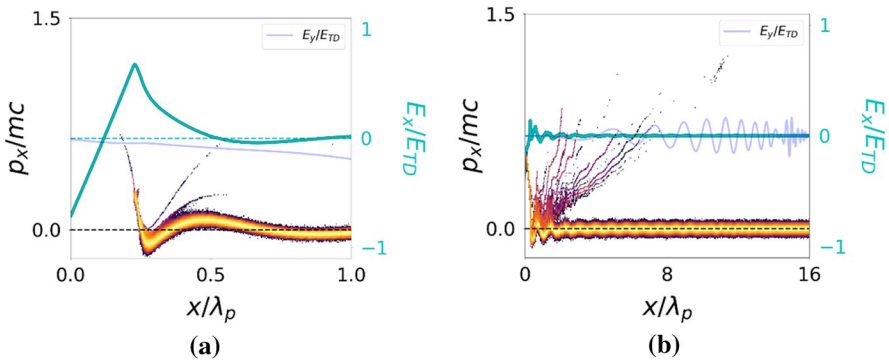 1.5
0.0
p_x/mc
E_y/E_TD
1
0
−1
E_x/E_TD
0.0
0.5
1.0
x/λ_p
(a)
1.5
0.0
p_x/mc
E_y/E_TD
1
0
−1
E_x/E_TD
0
8
16
x/λ_p
(b)